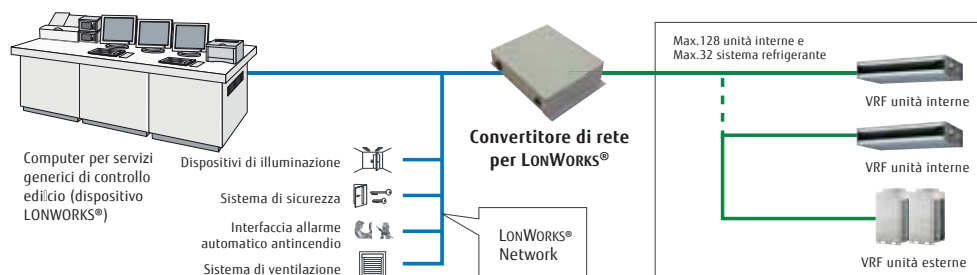 Max.128 unità interne e
Max.32 sistema refrigerante
VRF unità interne
Convertitore di rete
per LONWORKS®
VRF unità interne
Computer per servizi
generici di controllo
edicio (dispositivo
LONWORKS®)
Dispositivi di illuminazione
Sistema di sicurezza
Interfaccia allarme
automatico antincendio
Sistema di ventilazione
LONWORKS®
Network
VRF unità esterne